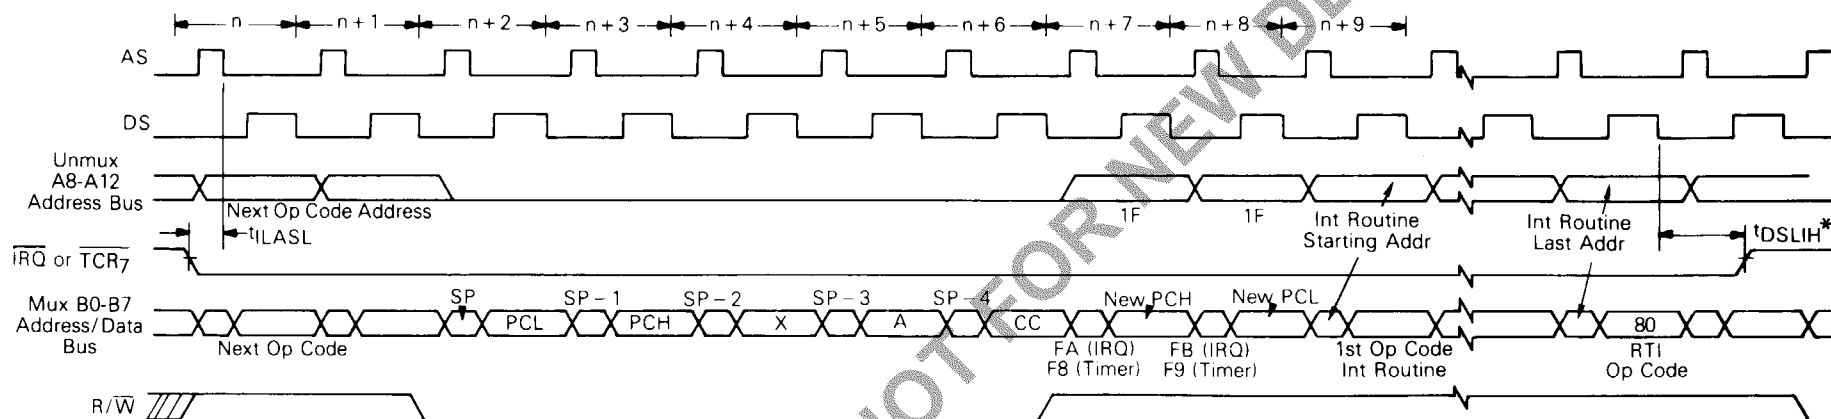 n n + 1 n + 2 n + 3 n + 4 n + 5 n + 6 n + 7 n + 8 n + 9
AS
DS
Unmux
A8-A12
Address Bus
Next Op Code Address
1F 1F
Int Routine
Starting Addr
Int Routine
Last Addr
tILASL
tDSLIH*
IRQ or TCR7
Mux B0-B7
Address/Data
Bus
SP SP - 1 SP - 2 SP - 3 SP - 4 New PCH New PCL
PCL PCH X A CC 80
Next Op Code
FA (IRQ)
F8 (Timer)
FB (IRQ)
F9 (Timer)
1st Op Code
Int Routine
RTI
Op Code
R/W
NOT FOR NEW